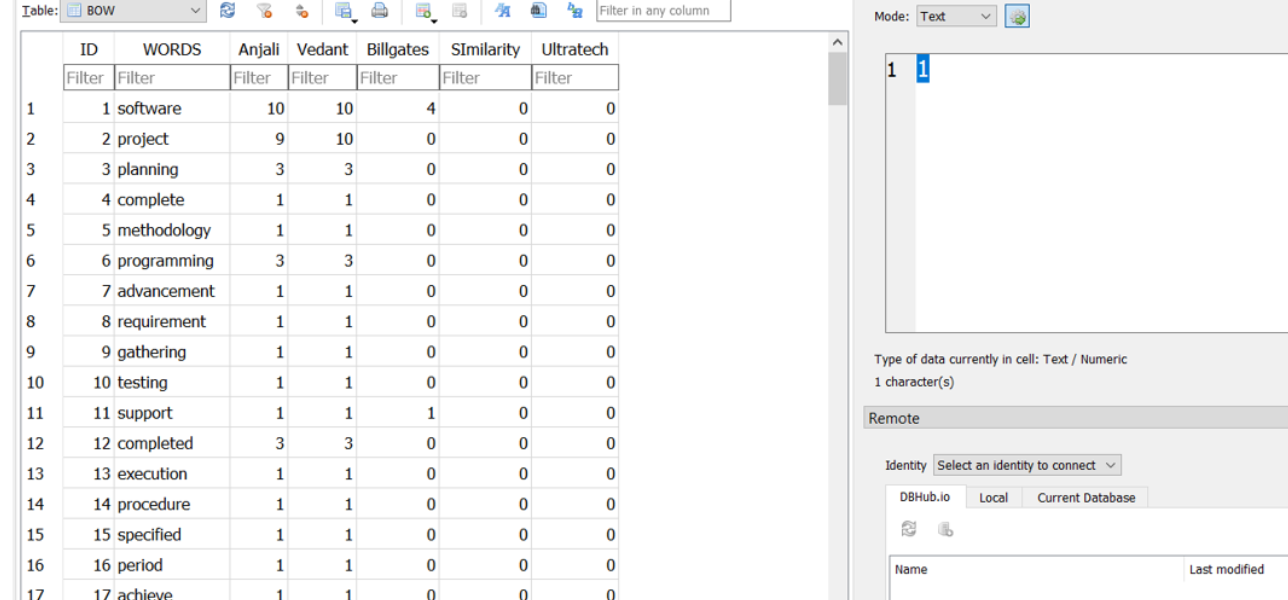 Table: BOW Filter in any column
ID WORDS Anjali Vedant Billgates SImilarity Ultratech
Filter Filter Filter Filter Filter Filter Filter
1 1 software 10 10 4 0 0
2 2 project 9 10 0 0 0
3 3 planning 3 3 0 0 0
4 4 complete 1 1 0 0 0
5 5 methodology 1 1 0 0 0
6 6 programming 3 3 0 0 0
7 7 advancement 1 1 0 0 0
8 8 requirement 1 1 0 0 0
9 9 gathering 1 1 0 0 0
10 10 testing 1 1 0 0 0
11 11 support 1 1 1 0 0
12 12 completed 3 3 0 0 0
13 13 execution 1 1 0 0 0
14 14 procedure 1 1 0 0 0
15 15 specified 1 1 0 0 0
16 16 period 1 1 0 0 0
17 17 achieve 1 1 0 0 0
Mode: Text
1 1
Type of data currently in cell: Text / Numeric
1 character(s)
Remote
Identity Select an identity to connect
DBHub.io Local Current Database
Name Last modified